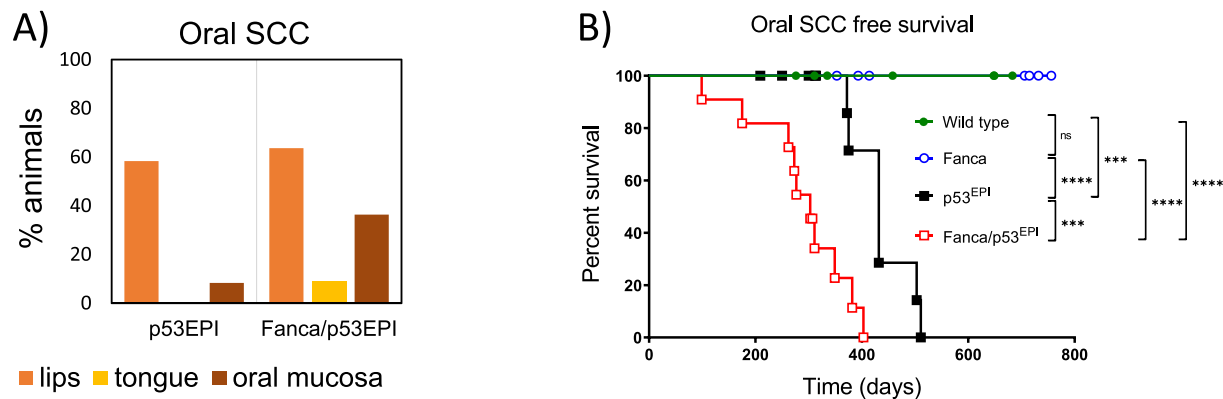 A)
Oral SCC
% animals
100
80
60
40
20
0
p53EPI
Fanca/p53EPI
lips
tongue
oral mucosa
B)
Oral SCC free survival
Percent survival
100
80
60
40
20
0
0
200
400
600
800
Time (days)
Wild type
Fanca
p53EPI
Fanca/p53EPI
ns
****
***
***
****
****